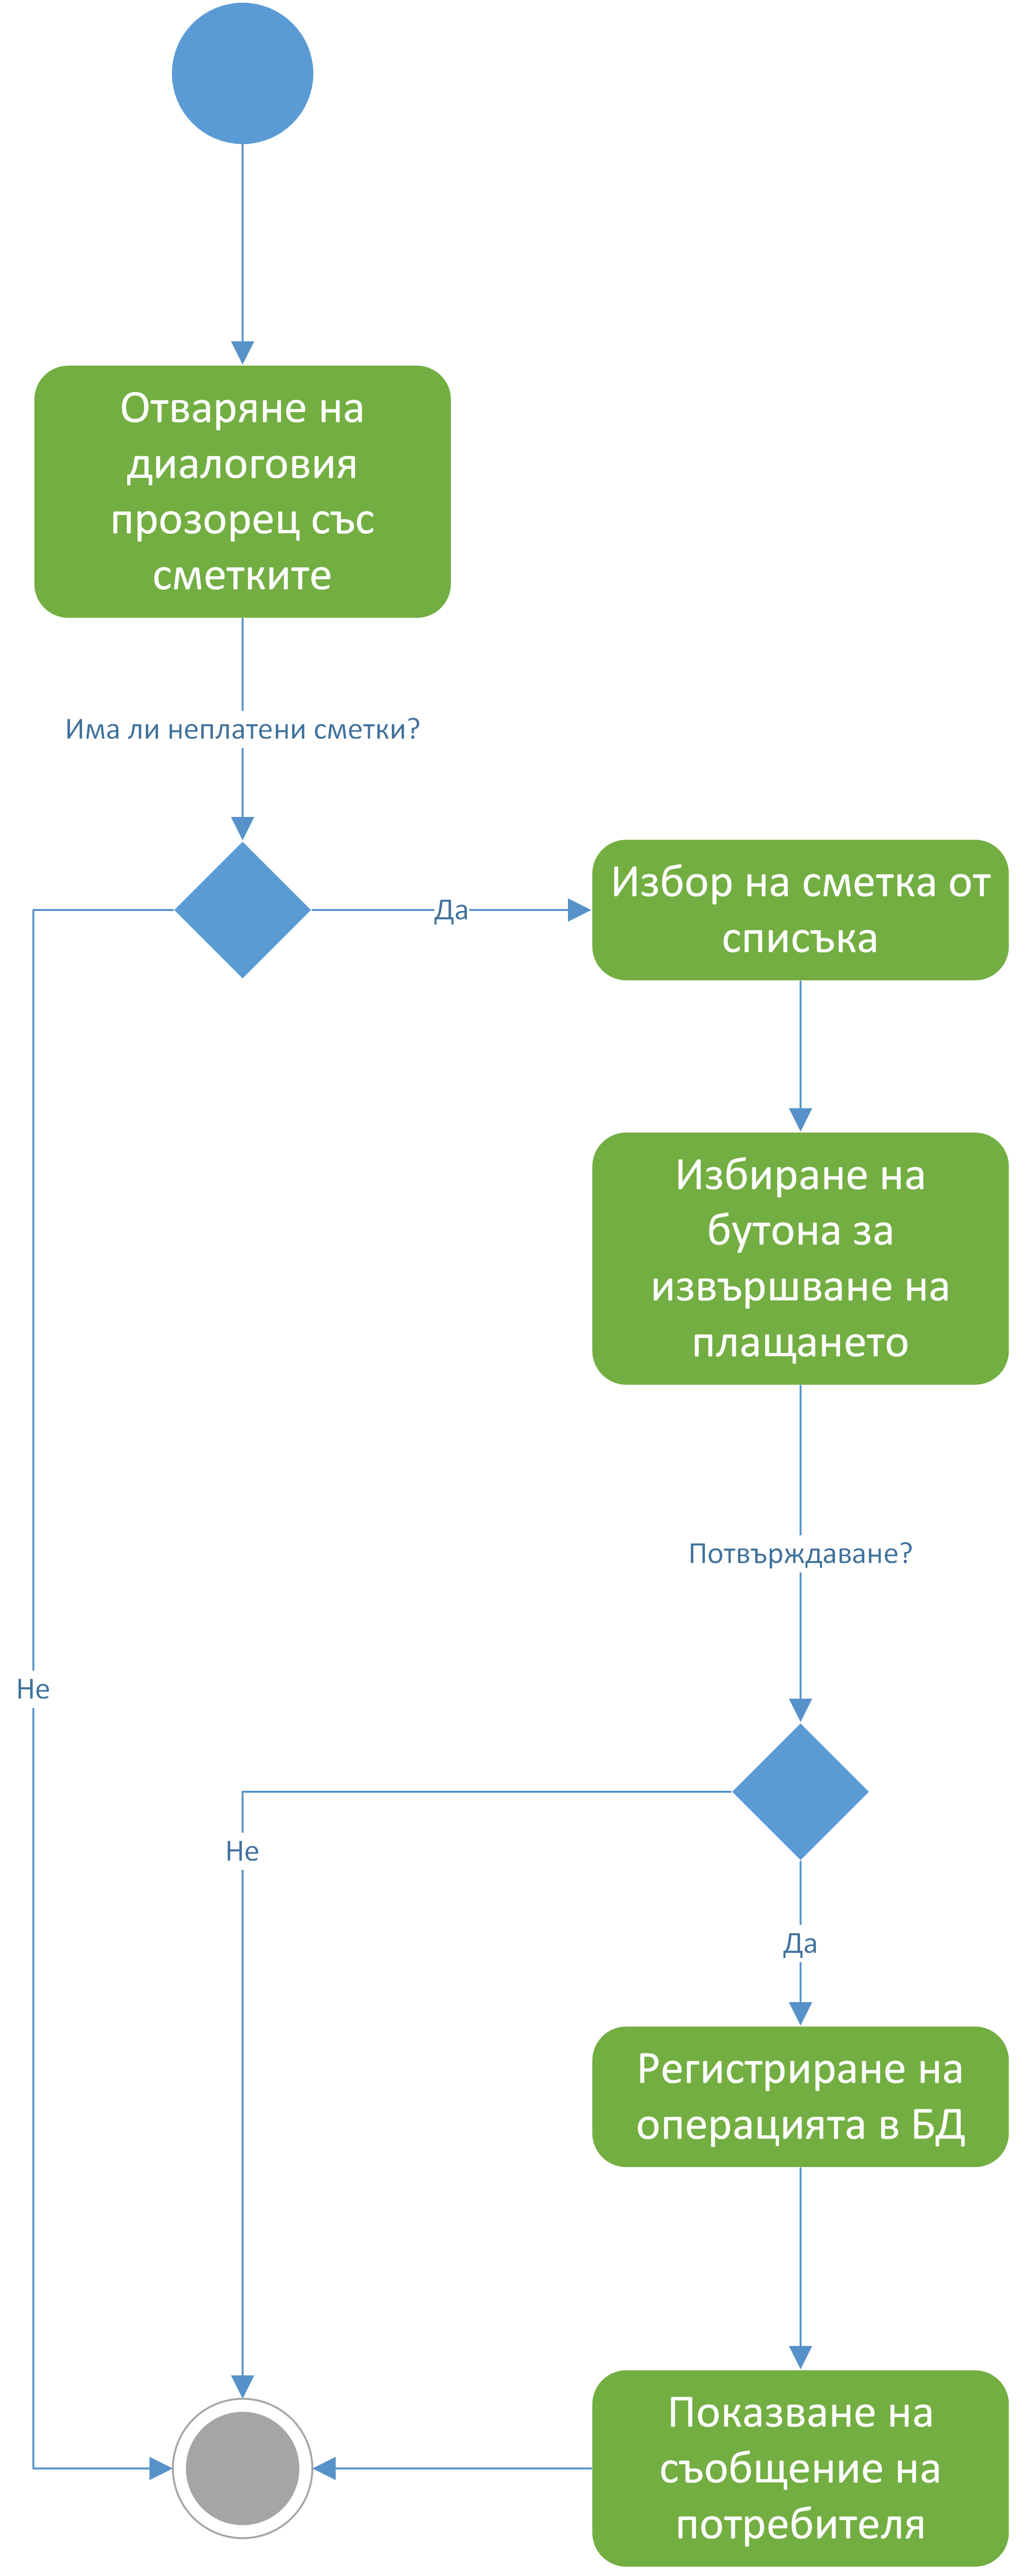 Отваряне на
диалоговия
прозорец със
сметките
Има ли неплатени сметки?
Да
Избор на сметка от
списъка
Избиране на
бутона за
извършване на
плащането
Потвърждаване?
Не
Не
Да
Регистриране на
операцията в БД
Показване на
съобщение на
потребителя